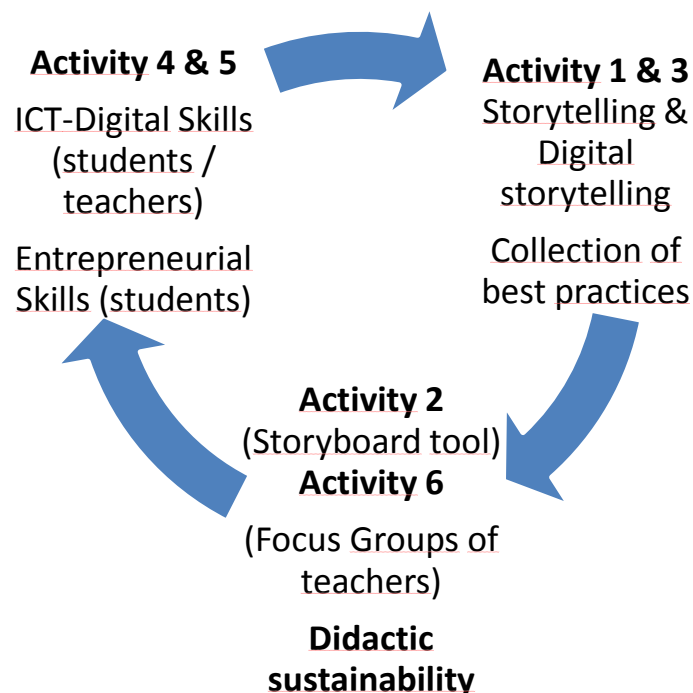 Activity 4 & 5
ICT-Digital Skills
(students /
teachers)
Entrepreneurial
Skills (students)
Activity 1 & 3
Storytelling &
Digital
storytelling
Collection of
best practices
Activity 2
(Storyboard tool)
Activity 6
(Focus Groups of
teachers)
Didactic
sustainability